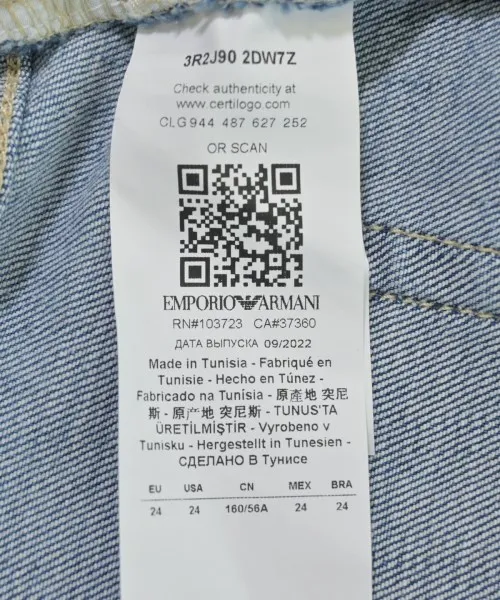 3R2J90 2DW7Z
Check authenticity at
www.certilogo.com
CLG 944 487 627 252
OR SCAN
EMPORIO ARMANI
RN#103723 CA#37360
ДАТА ВЫПУСКА 09/2022
Made in Tunisia - Fabriqué en
Tunisie - Hecho en Túnez -
Fabricado na Tunísia - 原產地 突尼
斯 - 原产地 突尼斯 - TUNUS'TA
ÜRETİLMİŞTİR - Vyrobeno v
Tunisku - Hergestellt in Tunesien -
СДЕЛАНО В Тунисе
EU USA CN MEX BRA
24 24 160/56A 24 24